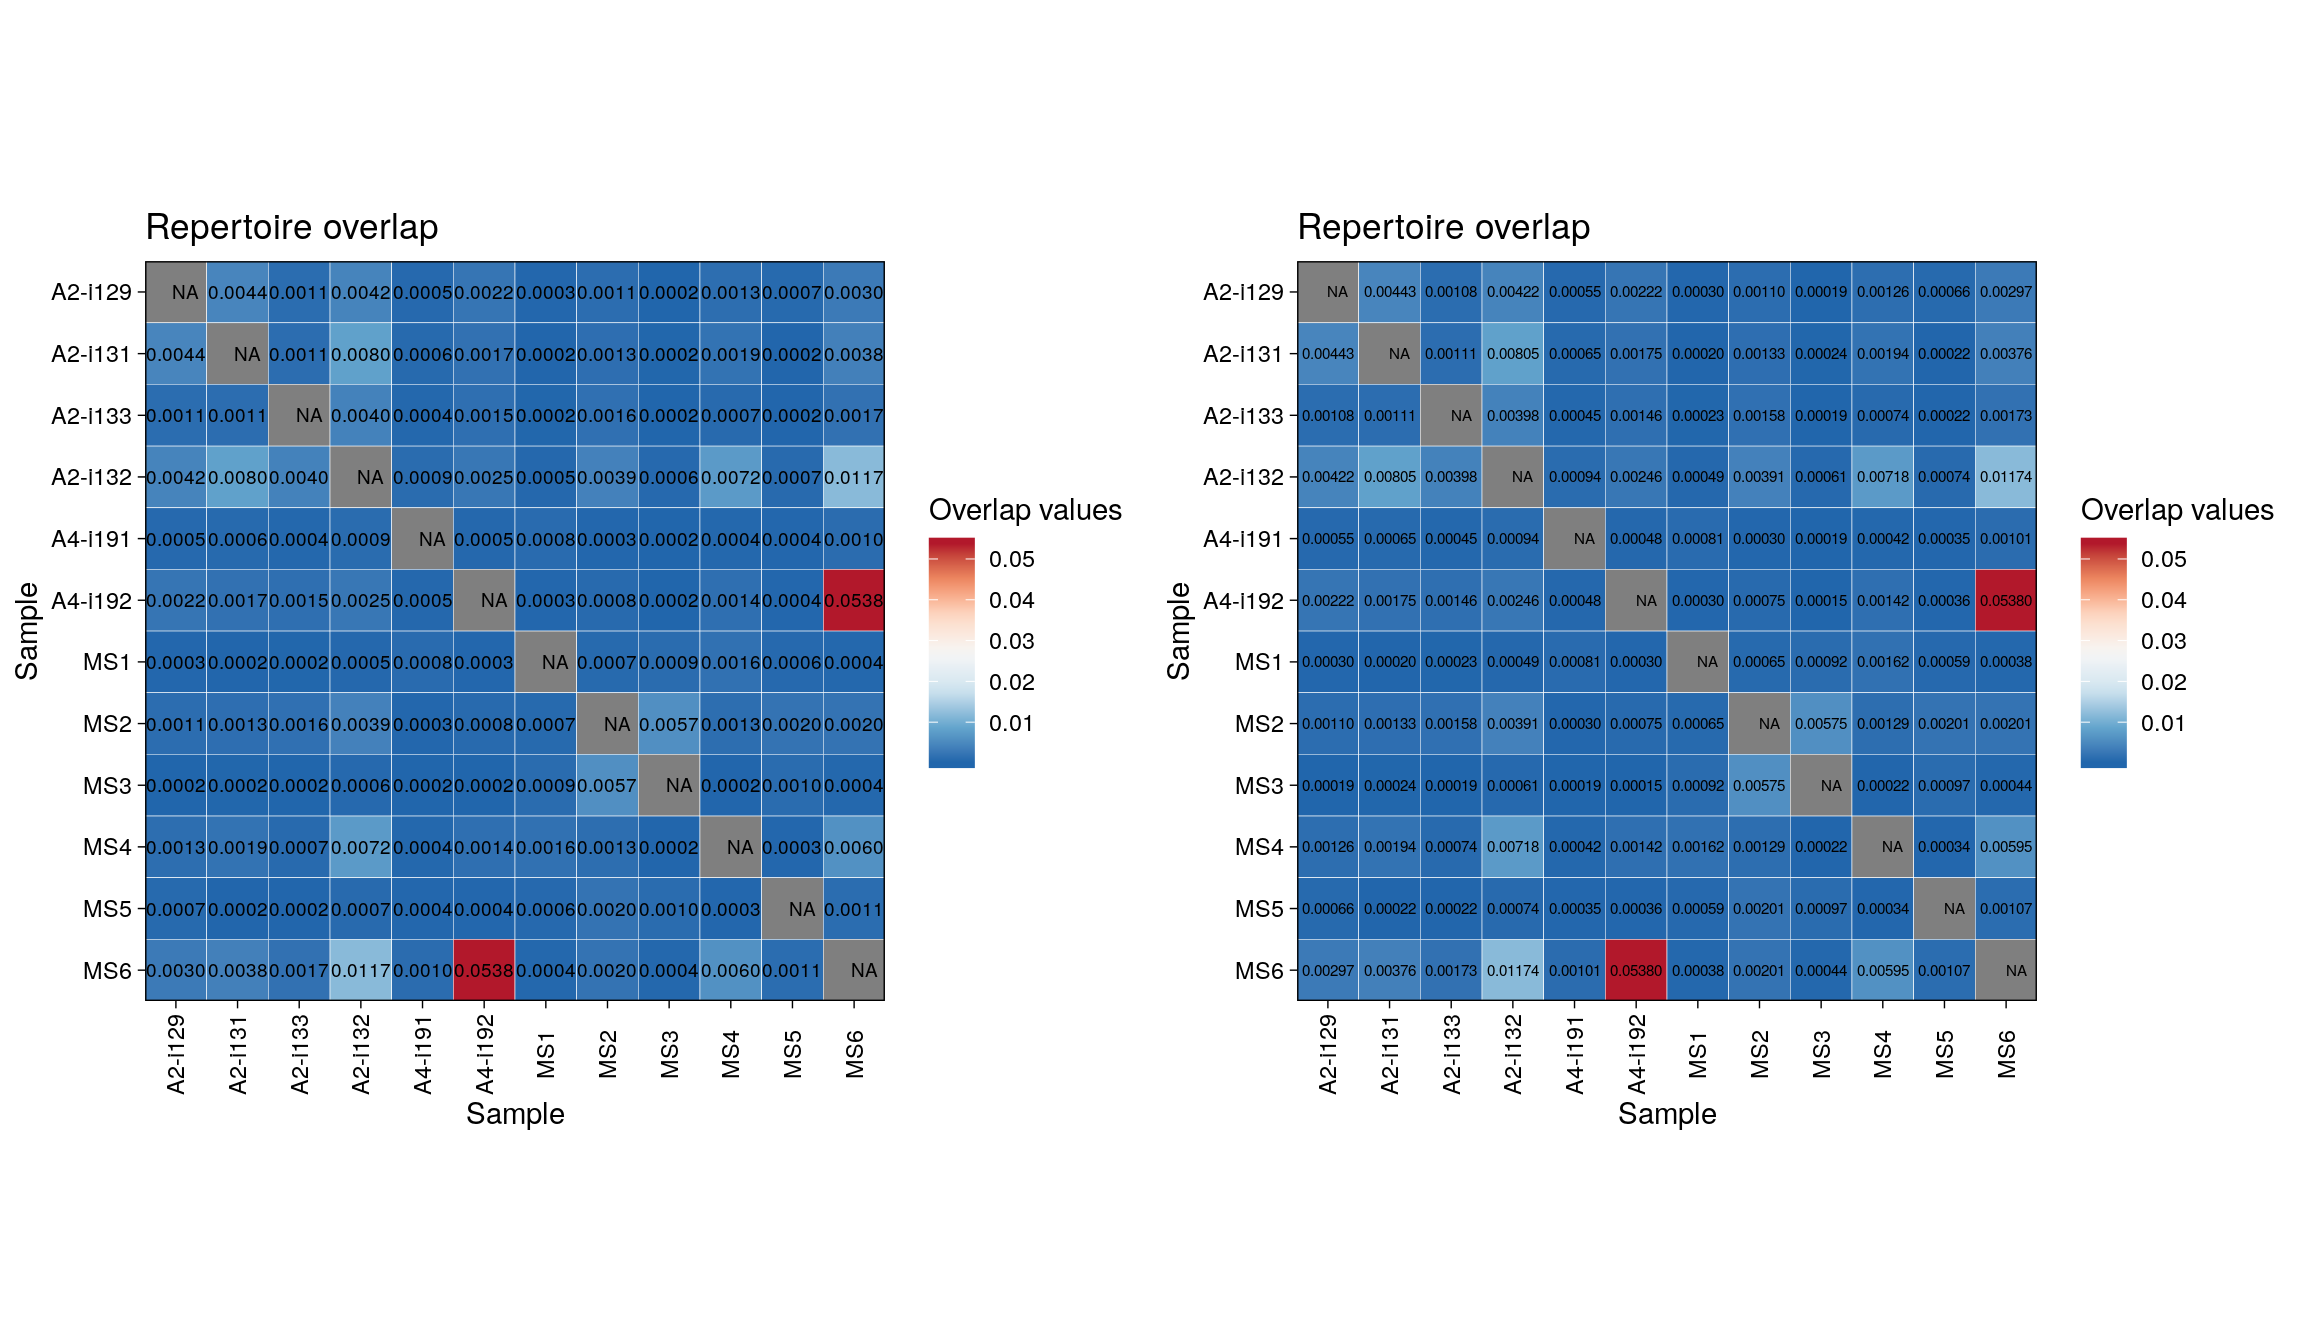 Repertoire overlap
A2-i129 NA 0.0044 0.0011 0.0042 0.0005 0.0022 0.0003 0.0011 0.0002 0.0013 0.0007 0.0030
A2-i131 0.0044 NA 0.0011 0.0080 0.0006 0.0017 0.0002 0.0013 0.0002 0.0019 0.0002 0.0038
A2-i133 0.0011 0.0011 NA 0.0040 0.0004 0.0015 0.0002 0.0016 0.0002 0.0007 0.0002 0.0017
A2-i132 0.0042 0.0080 0.0040 NA 0.0009 0.0025 0.0005 0.0039 0.0006 0.0072 0.0007 0.0117
A4-i191 0.0005 0.0006 0.0004 0.0009 NA 0.0005 0.0008 0.0003 0.0002 0.0004 0.0004 0.0010
A4-i192 0.0022 0.0017 0.0015 0.0025 0.0005 NA 0.0003 0.0008 0.0002 0.0014 0.0004 0.0538
MS1 0.0003 0.0002 0.0002 0.0005 0.0008 0.0003 NA 0.0007 0.0009 0.0016 0.0006 0.0004
MS2 0.0011 0.0013 0.0016 0.0039 0.0003 0.0008 0.0007 NA 0.0057 0.0013 0.0020 0.0020
MS3 0.0002 0.0002 0.0002 0.0006 0.0002 0.0002 0.0009 0.0057 NA 0.0002 0.0010 0.0004
MS4 0.0013 0.0019 0.0007 0.0072 0.0004 0.0014 0.0016 0.0013 0.0002 NA 0.0003 0.0060
MS5 0.0007 0.0002 0.0002 0.0007 0.0004 0.0004 0.0006 0.0020 0.0010 0.0003 NA 0.0011
MS6 0.0030 0.0038 0.0017 0.0117 0.0010 0.0538 0.0004 0.0020 0.0004 0.0060 0.0011 NA
Sample
A2-i129 A2-i131 A2-i133 A2-i132 A4-i191 A4-i192 MS1 MS2 MS3 MS4 MS5 MS6
Sample
Overlap values
0.05
0.04
0.03
0.02
0.01
Repertoire overlap
A2-i129 NA 0.00443 0.00108 0.00422 0.00055 0.00222 0.00030 0.00110 0.00019 0.00126 0.00066 0.00297
A2-i131 0.00443 NA 0.00111 0.00805 0.00065 0.00175 0.00020 0.00133 0.00024 0.00194 0.00022 0.00376
A2-i133 0.00108 0.00111 NA 0.00398 0.00045 0.00146 0.00023 0.00158 0.00019 0.00074 0.00022 0.00173
A2-i132 0.00422 0.00805 0.00398 NA 0.00094 0.00246 0.00049 0.00391 0.00061 0.00718 0.00074 0.01174
A4-i191 0.00055 0.00065 0.00045 0.00094 NA 0.00048 0.00081 0.00030 0.00019 0.00042 0.00035 0.00101
A4-i192 0.00222 0.00175 0.00146 0.00246 0.00048 NA 0.00030 0.00075 0.00015 0.00142 0.00036 0.05380
MS1 0.00030 0.00020 0.00023 0.00049 0.00081 0.00030 NA 0.00065 0.00092 0.00162 0.00059 0.00038
MS2 0.00110 0.00133 0.00158 0.00391 0.00030 0.00075 0.00065 NA 0.00575 0.00129 0.00201 0.00201
MS3 0.00019 0.00024 0.00019 0.00061 0.00019 0.00015 0.00092 0.00575 NA 0.00022 0.00097 0.00044
MS4 0.00126 0.00194 0.00074 0.00718 0.00042 0.00142 0.00162 0.00129 0.00022 NA 0.00034 0.00595
MS5 0.00066 0.00022 0.00022 0.00074 0.00035 0.00036 0.00059 0.00201 0.00097 0.00034 NA 0.00107
MS6 0.00297 0.00376 0.00173 0.01174 0.00101 0.05380 0.00038 0.00201 0.00044 0.00595 0.00107 NA
Sample
A2-i129 A2-i131 A2-i133 A2-i132 A4-i191 A4-i192 MS1 MS2 MS3 MS4 MS5 MS6
Sample
Overlap values
0.05
0.04
0.03
0.02
0.01